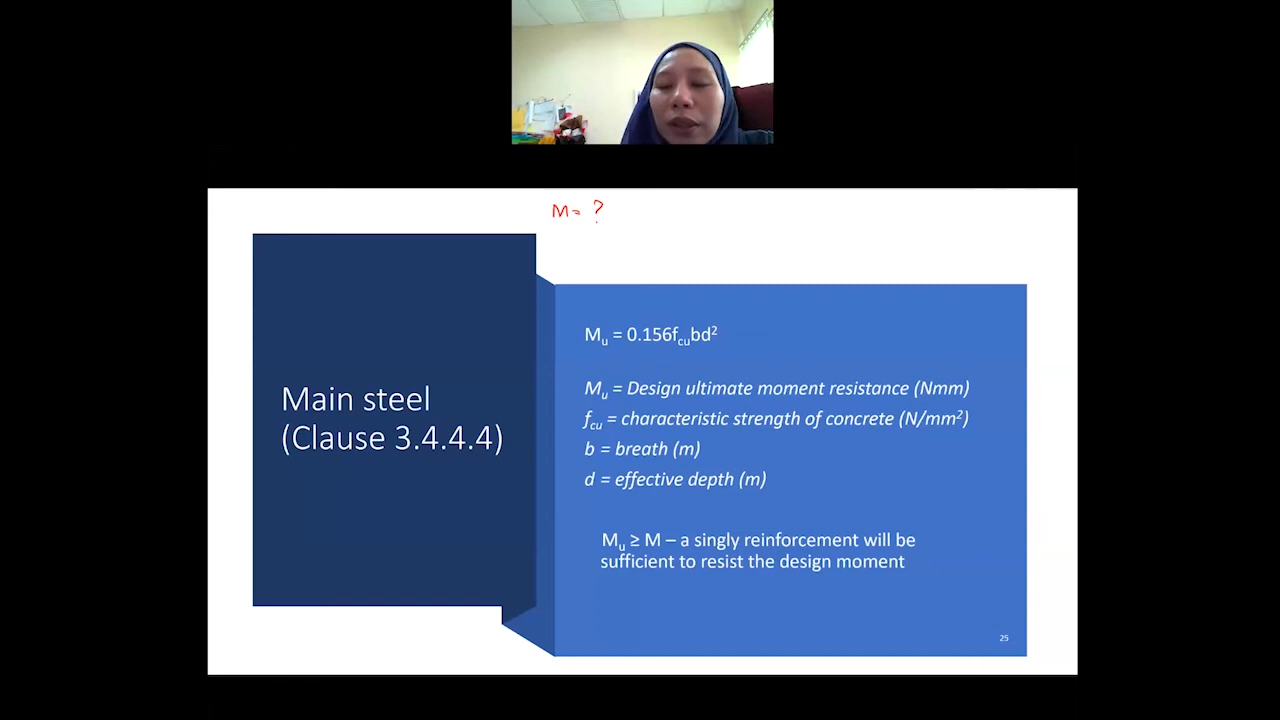 M= ?
Main steel
(Clause 3.4.4.4)
Mu = 0.156fcubd²
Mu = Design ultimate moment resistance (Nmm)
fcu = characteristic strength of concrete (N/mm²)
b = breath (m)
d = effective depth (m)
Mu ≥ M – a singly reinforcement will be
sufficient to resist the design moment
25